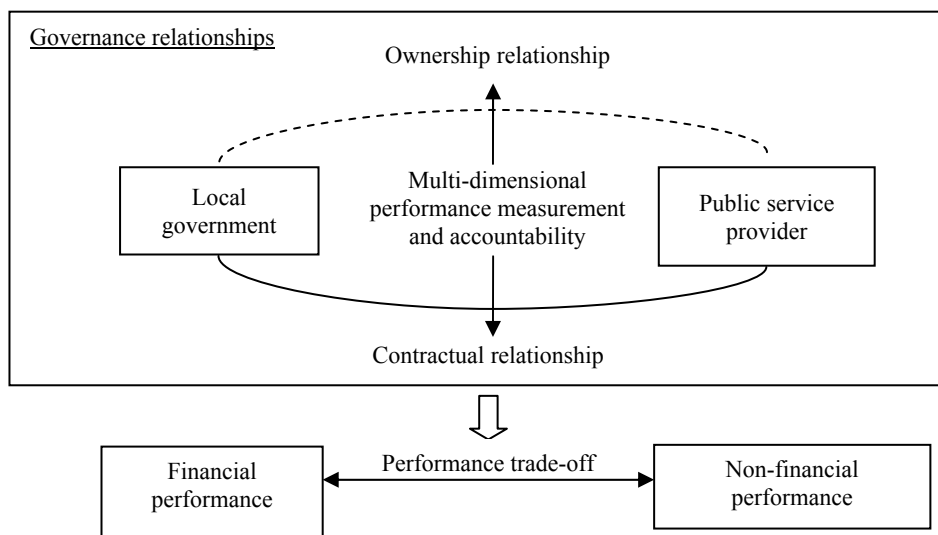 Governance relationships
Ownership relationship
Local
government
Multi-dimensional
performance measurement
and accountability
Public service
provider
Contractual relationship
Financial
performance
Performance trade-off
Non-financial
performance